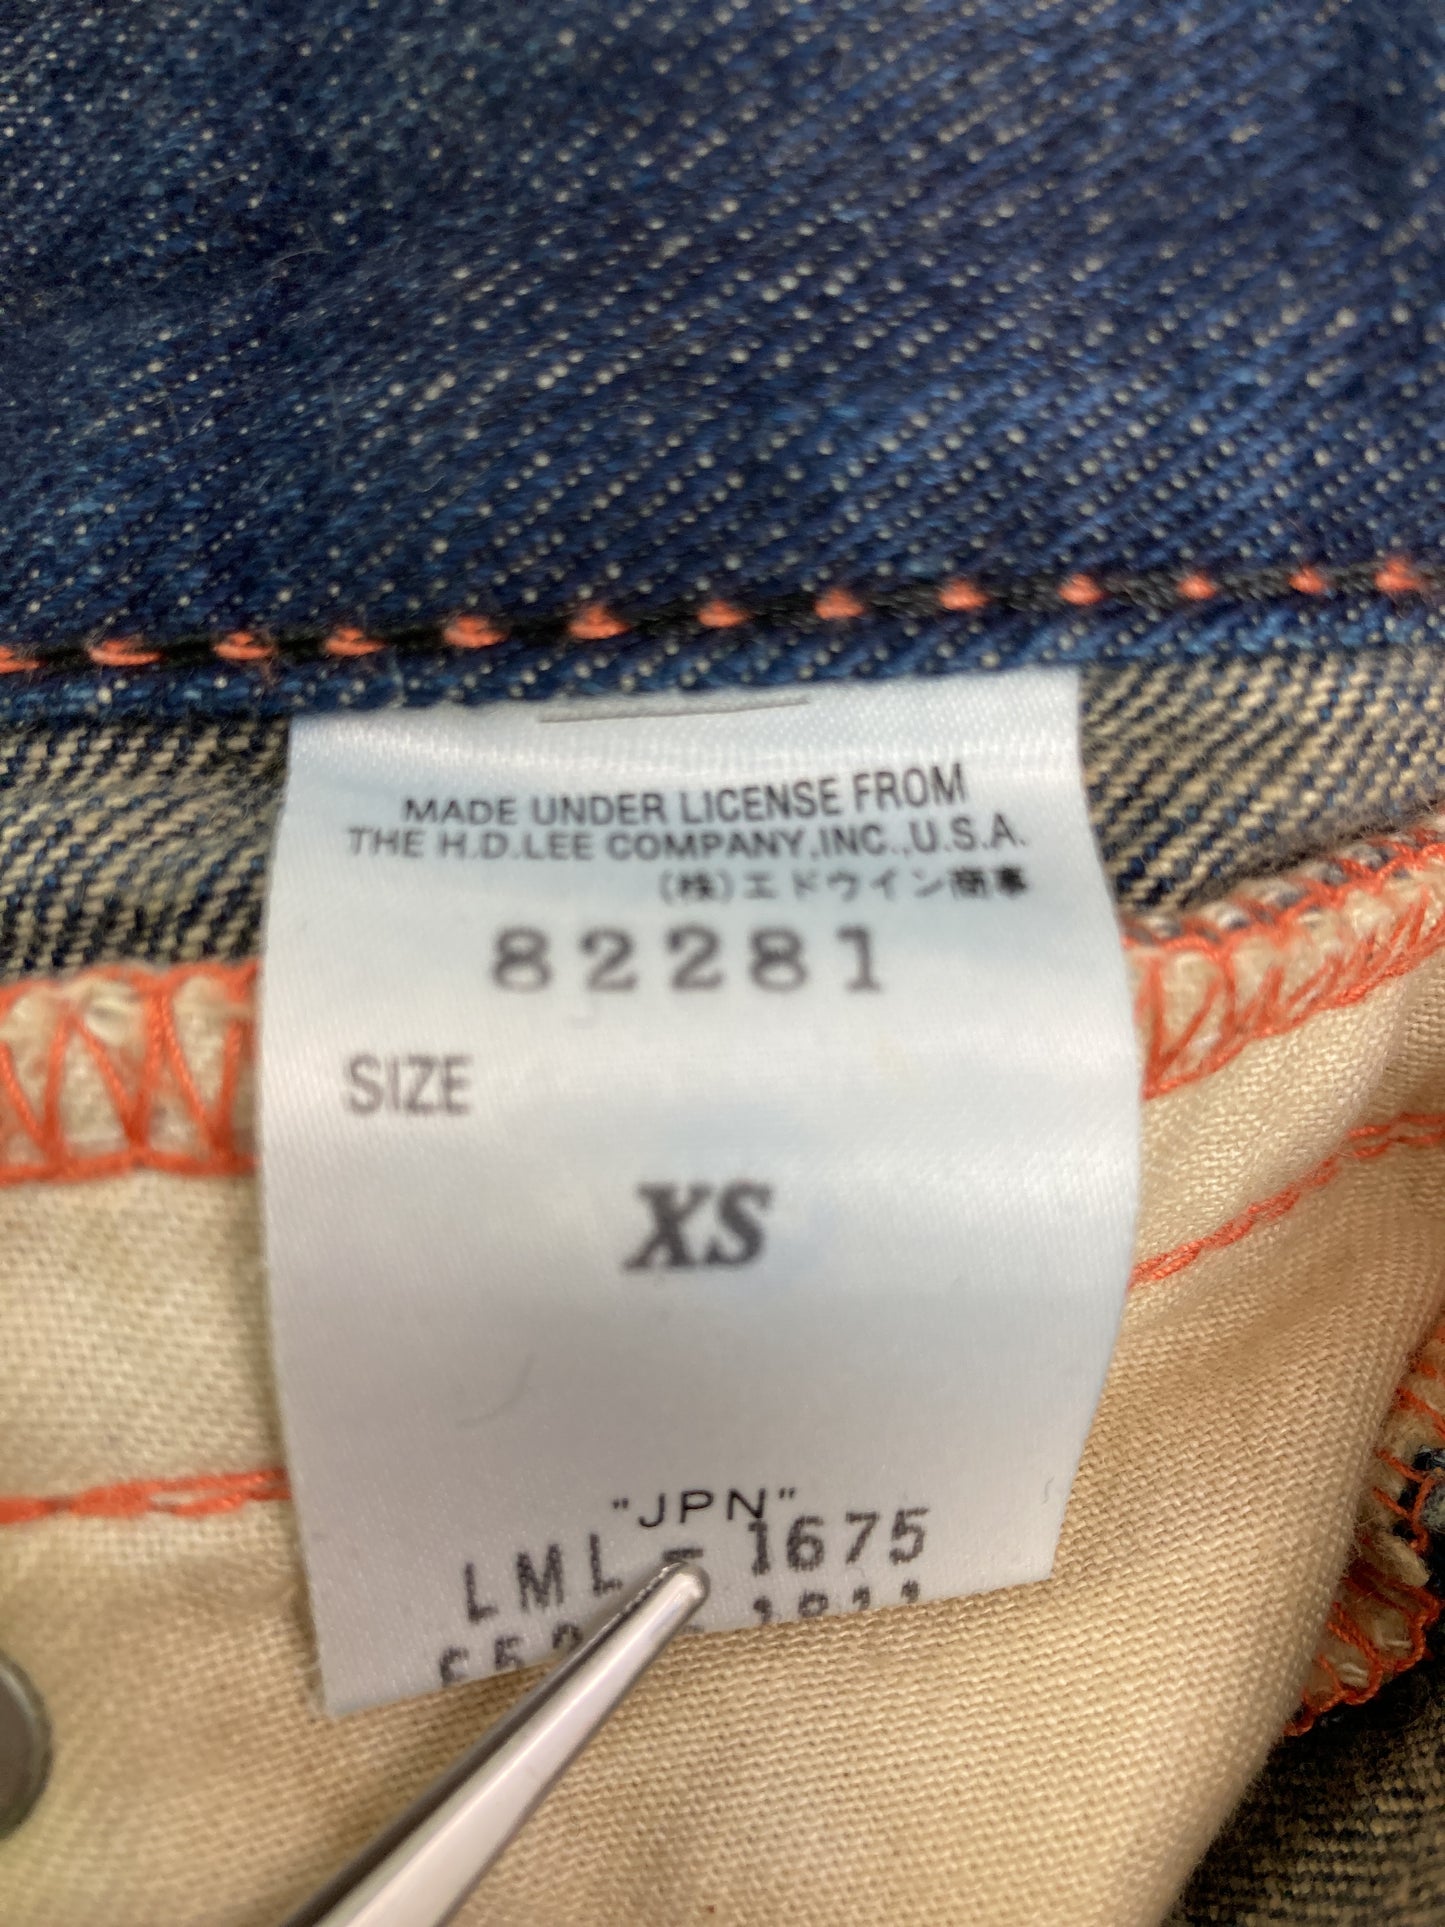 MADE UNDER LICENSE FROM
THE H.D.LEE COMPANY,INC.,U.S.A.
(株)エドウイン商事
82281
SIZE
XS
"JPN"
LML-1675